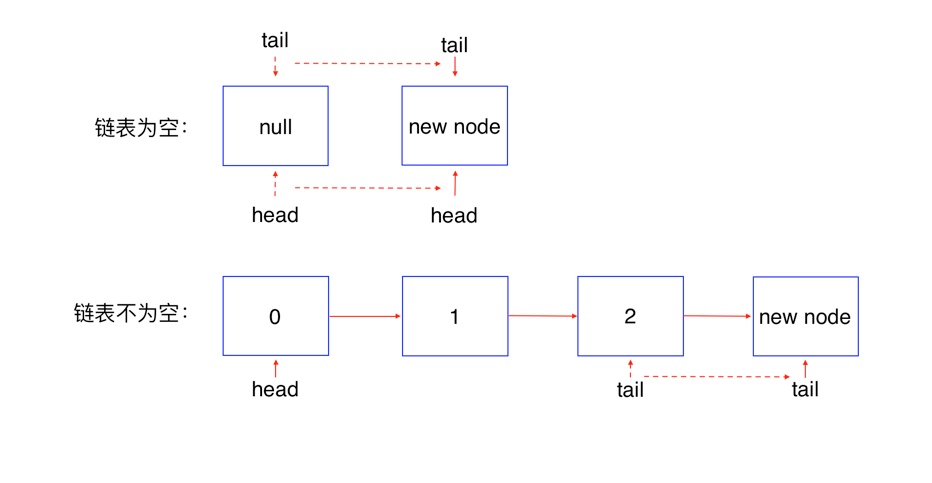 tail
tail
链表为空：
null
new node
head
head
链表不为空：
0
1
2
new node
head
tail
tail